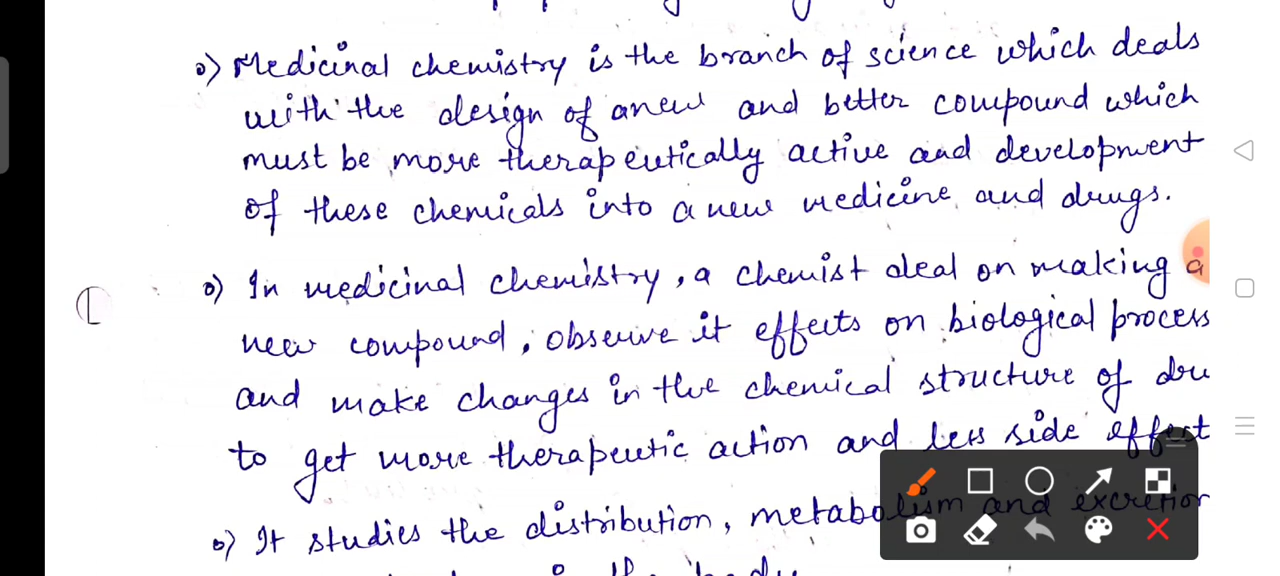 o) Medicinal chemistry is the branch of science which deals
with the design of a new and better compound which
must be more therapeutically active and development
of these chemicals into a new medicine and drugs.
o) In medicinal chemistry, a chemist deal on making a
new compound, observe it effects on biological process
and make changes in the chemical structure of dru
to get more therapeutic action and less side effect
o) It studies the distribution, metabolism and excretion